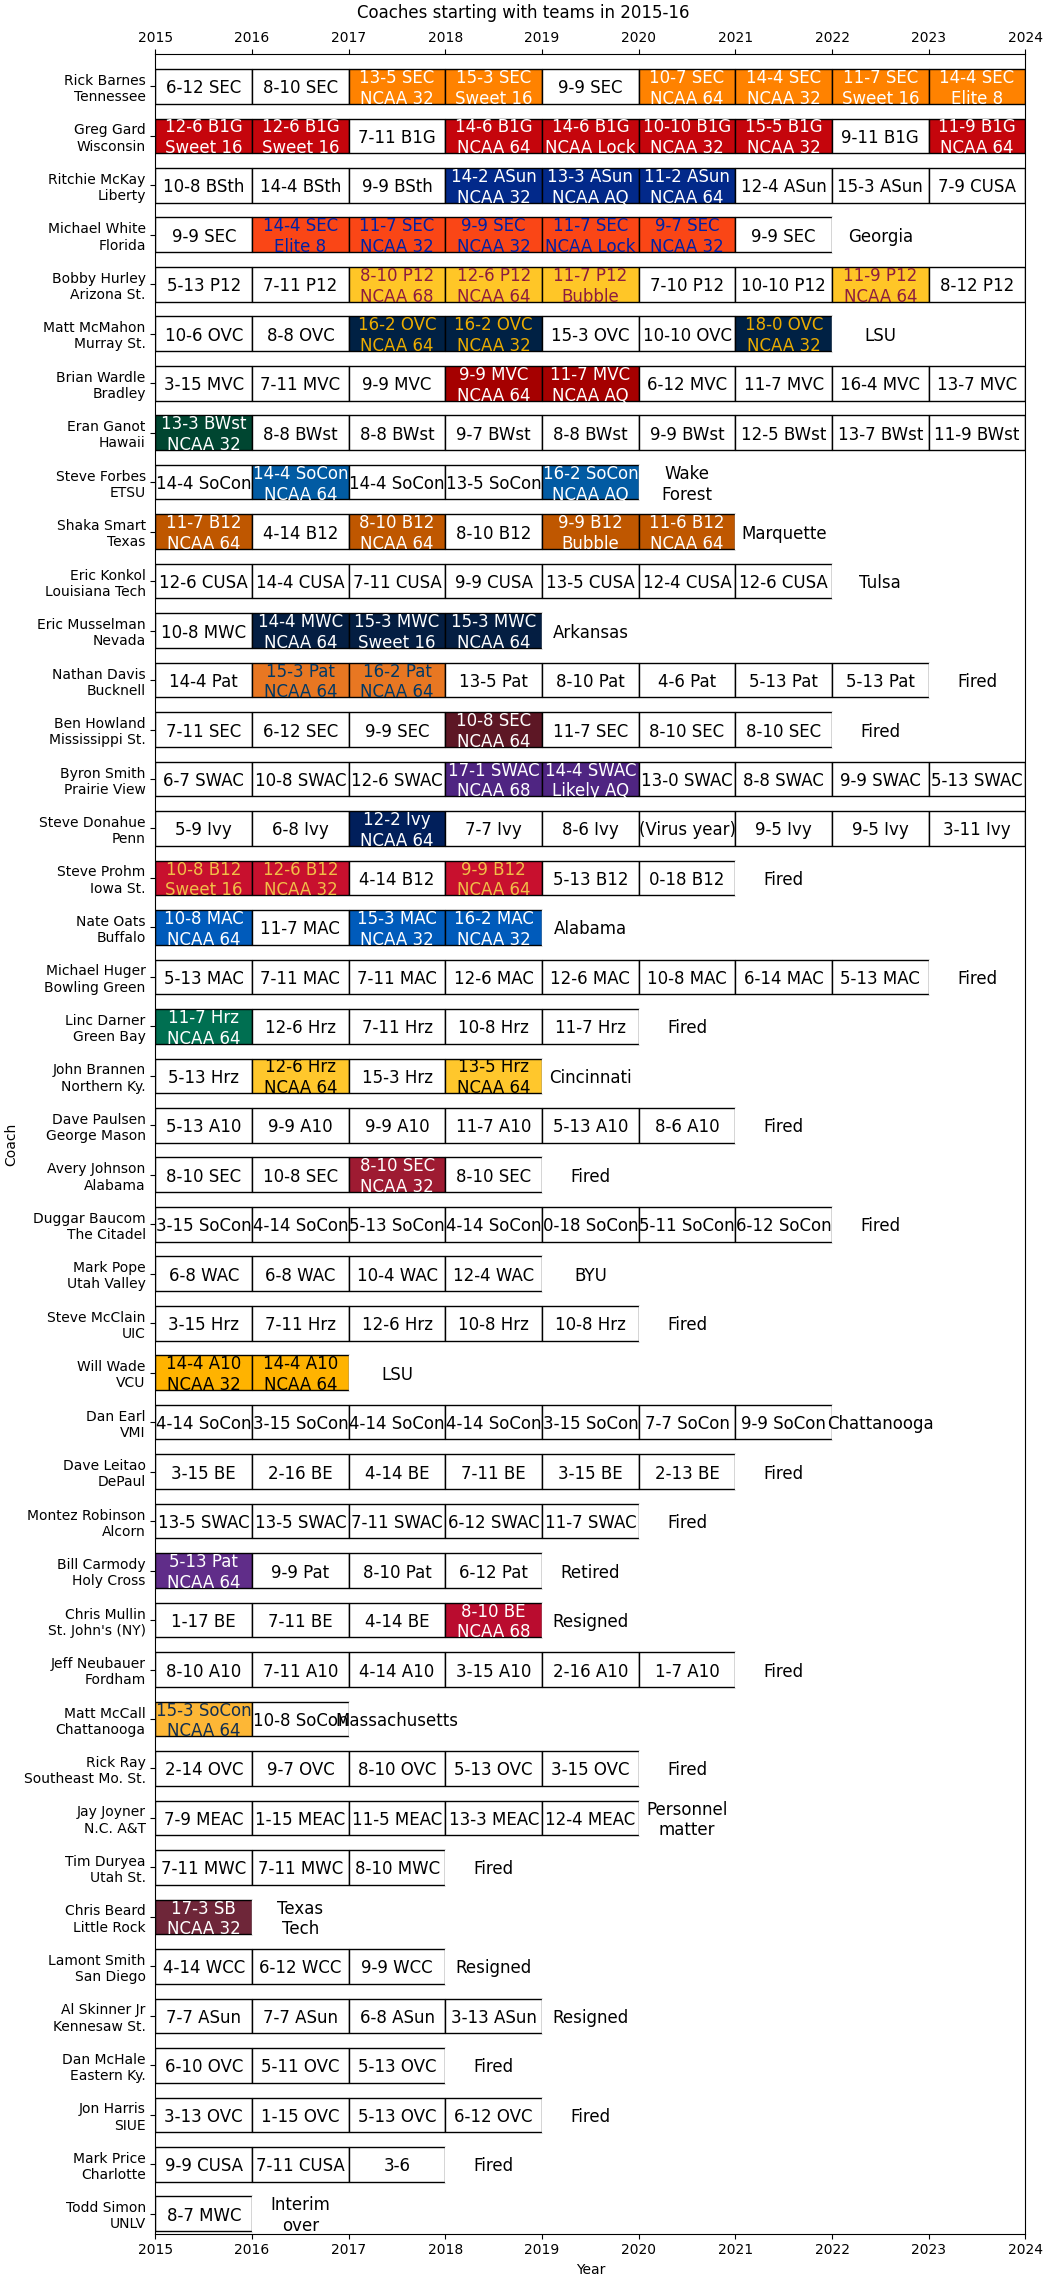 Coaches starting with teams in 2015-16
2015 2016 2017 2018 2019 2020 2021 2022 2023 2024
Rick Barnes
Tennessee
6-12 SEC
8-10 SEC
13-5 SEC
NCAA 32
15-3 SEC
Sweet 16
9-9 SEC
10-7 SEC
NCAA 64
14-4 SEC
NCAA 32
11-7 SEC
Sweet 16
14-4 SEC
Elite 8
Greg Gard
Wisconsin
12-6 B1G
Sweet 16
12-6 B1G
Sweet 16
7-11 B1G
14-6 B1G
NCAA 64
14-6 B1G
NCAA Lock
10-10 B1G
NCAA 32
15-5 B1G
NCAA 32
9-11 B1G
11-9 B1G
NCAA 64
Ritchie McKay
Liberty
10-8 BSth
14-4 BSth
9-9 BSth
14-2 ASun
NCAA 32
13-3 ASun
NCAA AQ
11-2 ASun
NCAA 64
12-4 ASun
15-3 ASun
7-9 CUSA
Michael White
Florida
9-9 SEC
14-4 SEC
Elite 8
11-7 SEC
NCAA 32
9-9 SEC
NCAA 32
11-7 SEC
NCAA Lock
9-7 SEC
NCAA 32
9-9 SEC
Georgia
Bobby Hurley
Arizona St.
5-13 P12
7-11 P12
8-10 P12
NCAA 68
12-6 P12
NCAA 64
11-7 P12
Bubble
7-10 P12
10-10 P12
11-9 P12
NCAA 64
8-12 P12
Matt McMahon
Murray St.
10-6 OVC
8-8 OVC
16-2 OVC
NCAA 64
16-2 OVC
NCAA 32
15-3 OVC
10-10 OVC
18-0 OVC
NCAA 32
LSU
Brian Wardle
Bradley
3-15 MVC
7-11 MVC
9-9 MVC
9-9 MVC
NCAA 64
11-7 MVC
NCAA AQ
6-12 MVC
11-7 MVC
16-4 MVC
13-7 MVC
Eran Ganot
Hawaii
13-3 BWst
NCAA 32
8-8 BWst
8-8 BWst
9-7 BWst
8-8 BWst
9-9 BWst
12-5 BWst
13-7 BWst
11-9 BWst
Steve Forbes
ETSU
14-4 SoCon
14-4 SoCon
NCAA 64
14-4 SoCon
13-5 SoCon
16-2 SoCon
NCAA AQ
Wake
Forest
Shaka Smart
Texas
11-7 B12
NCAA 64
4-14 B12
8-10 B12
NCAA 64
8-10 B12
9-9 B12
Bubble
11-6 B12
NCAA 64
Marquette
Eric Konkol
Louisiana Tech
12-6 CUSA
14-4 CUSA
7-11 CUSA
9-9 CUSA
13-5 CUSA
12-4 CUSA
12-6 CUSA
Tulsa
Eric Musselman
Nevada
10-8 MWC
14-4 MWC
NCAA 64
15-3 MWC
Sweet 16
15-3 MWC
NCAA 64
Arkansas
Nathan Davis
Bucknell
14-4 Pat
15-3 Pat
NCAA 64
16-2 Pat
NCAA 64
13-5 Pat
8-10 Pat
4-6 Pat
5-13 Pat
5-13 Pat
Fired
Ben Howland
Mississippi St.
7-11 SEC
6-12 SEC
9-9 SEC
10-8 SEC
NCAA 64
11-7 SEC
8-10 SEC
8-10 SEC
Fired
Byron Smith
Prairie View
6-7 SWAC
10-8 SWAC
12-6 SWAC
17-1 SWAC
NCAA 68
14-4 SWAC
Likely AQ
13-0 SWAC
8-8 SWAC
9-9 SWAC
5-13 SWAC
Steve Donahue
Penn
5-9 Ivy
6-8 Ivy
12-2 Ivy
NCAA 64
7-7 Ivy
8-6 Ivy
(Virus year)
9-5 Ivy
9-5 Ivy
3-11 Ivy
Steve Prohm
Iowa St.
10-8 B12
Sweet 16
12-6 B12
NCAA 32
4-14 B12
9-9 B12
NCAA 64
5-13 B12
0-18 B12
Fired
Nate Oats
Buffalo
10-8 MAC
NCAA 64
11-7 MAC
15-3 MAC
NCAA 32
16-2 MAC
NCAA 32
Alabama
Michael Huger
Bowling Green
5-13 MAC
7-11 MAC
7-11 MAC
12-6 MAC
12-6 MAC
10-8 MAC
6-14 MAC
5-13 MAC
Fired
Linc Darner
Green Bay
11-7 Hrz
NCAA 64
12-6 Hrz
7-11 Hrz
10-8 Hrz
11-7 Hrz
Fired
John Brannen
Northern Ky.
5-13 Hrz
12-6 Hrz
NCAA 64
15-3 Hrz
13-5 Hrz
NCAA 64
Cincinnati
Dave Paulsen
George Mason
5-13 A10
9-9 A10
9-9 A10
11-7 A10
5-13 A10
8-6 A10
Fired
Avery Johnson
Alabama
8-10 SEC
10-8 SEC
8-10 SEC
NCAA 32
8-10 SEC
Fired
Duggar Baucom
The Citadel
3-15 SoCon
4-14 SoCon
5-13 SoCon
4-14 SoCon
0-18 SoCon
5-11 SoCon
6-12 SoCon
Fired
Mark Pope
Utah Valley
6-8 WAC
6-8 WAC
10-4 WAC
12-4 WAC
BYU
Steve McClain
UIC
3-15 Hrz
7-11 Hrz
12-6 Hrz
10-8 Hrz
10-8 Hrz
Fired
Will Wade
VCU
14-4 A10
NCAA 32
14-4 A10
NCAA 64
LSU
Dan Earl
VMI
4-14 SoCon
3-15 SoCon
4-14 SoCon
4-14 SoCon
3-15 SoCon
7-7 SoCon
9-9 SoCon
Chattanooga
Dave Leitao
DePaul
3-15 BE
2-16 BE
4-14 BE
7-11 BE
3-15 BE
2-13 BE
Fired
Montez Robinson
Alcorn
13-5 SWAC
13-5 SWAC
7-11 SWAC
6-12 SWAC
11-7 SWAC
Fired
Bill Carmody
Holy Cross
5-13 Pat
NCAA 64
9-9 Pat
8-10 Pat
6-12 Pat
Retired
Chris Mullin
St. John's (NY)
1-17 BE
7-11 BE
4-14 BE
8-10 BE
NCAA 68
Resigned
Jeff Neubauer
Fordham
8-10 A10
7-11 A10
4-14 A10
3-15 A10
2-16 A10
1-7 A10
Fired
Matt McCall
Chattanooga
15-3 SoCon
NCAA 64
10-8 SoCon
Massachusetts
Rick Ray
Southeast Mo. St.
2-14 OVC
9-7 OVC
8-10 OVC
5-13 OVC
3-15 OVC
Fired
Jay Joyner
N.C. A&T
7-9 MEAC
1-15 MEAC
11-5 MEAC
13-3 MEAC
12-4 MEAC
Personnel
matter
Tim Duryea
Utah St.
7-11 MWC
7-11 MWC
8-10 MWC
Fired
Chris Beard
Little Rock
17-3 SB
NCAA 32
Texas
Tech
Lamont Smith
San Diego
4-14 WCC
6-12 WCC
9-9 WCC
Resigned
Al Skinner Jr
Kennesaw St.
7-7 ASun
7-7 ASun
6-8 ASun
3-13 ASun
Resigned
Dan McHale
Eastern Ky.
6-10 OVC
5-11 OVC
5-13 OVC
Fired
Jon Harris
SIUE
3-13 OVC
1-15 OVC
5-13 OVC
6-12 OVC
Fired
Mark Price
Charlotte
9-9 CUSA
7-11 CUSA
3-6
Fired
Todd Simon
UNLV
8-7 MWC
Interim
over
Coach
2015 2016 2017 2018 2019 2020 2021 2022 2023 2024
Year